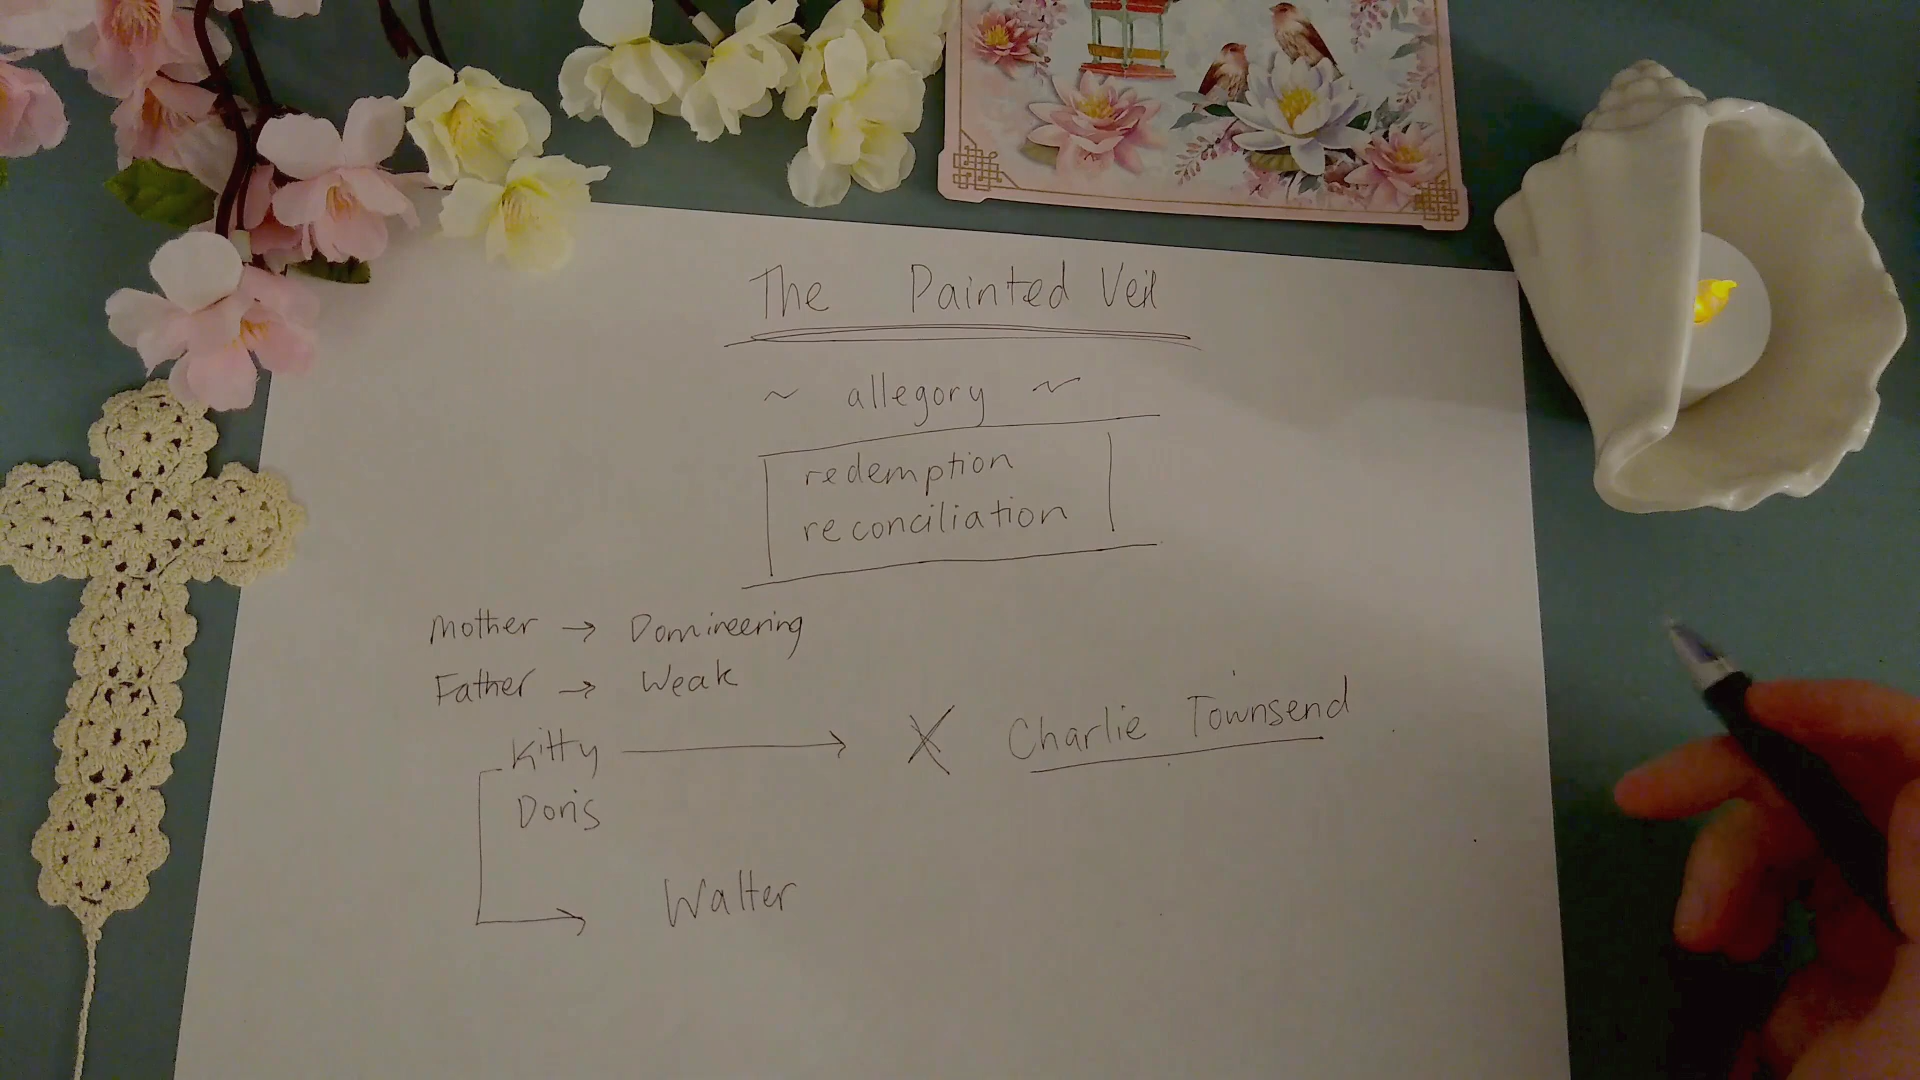 The Painted Veil
~ allegory ~
redemption
reconciliation
Mother → Domineering
Father → Weak
Kitty → X Charlie Townsend
Doris
→ Walter